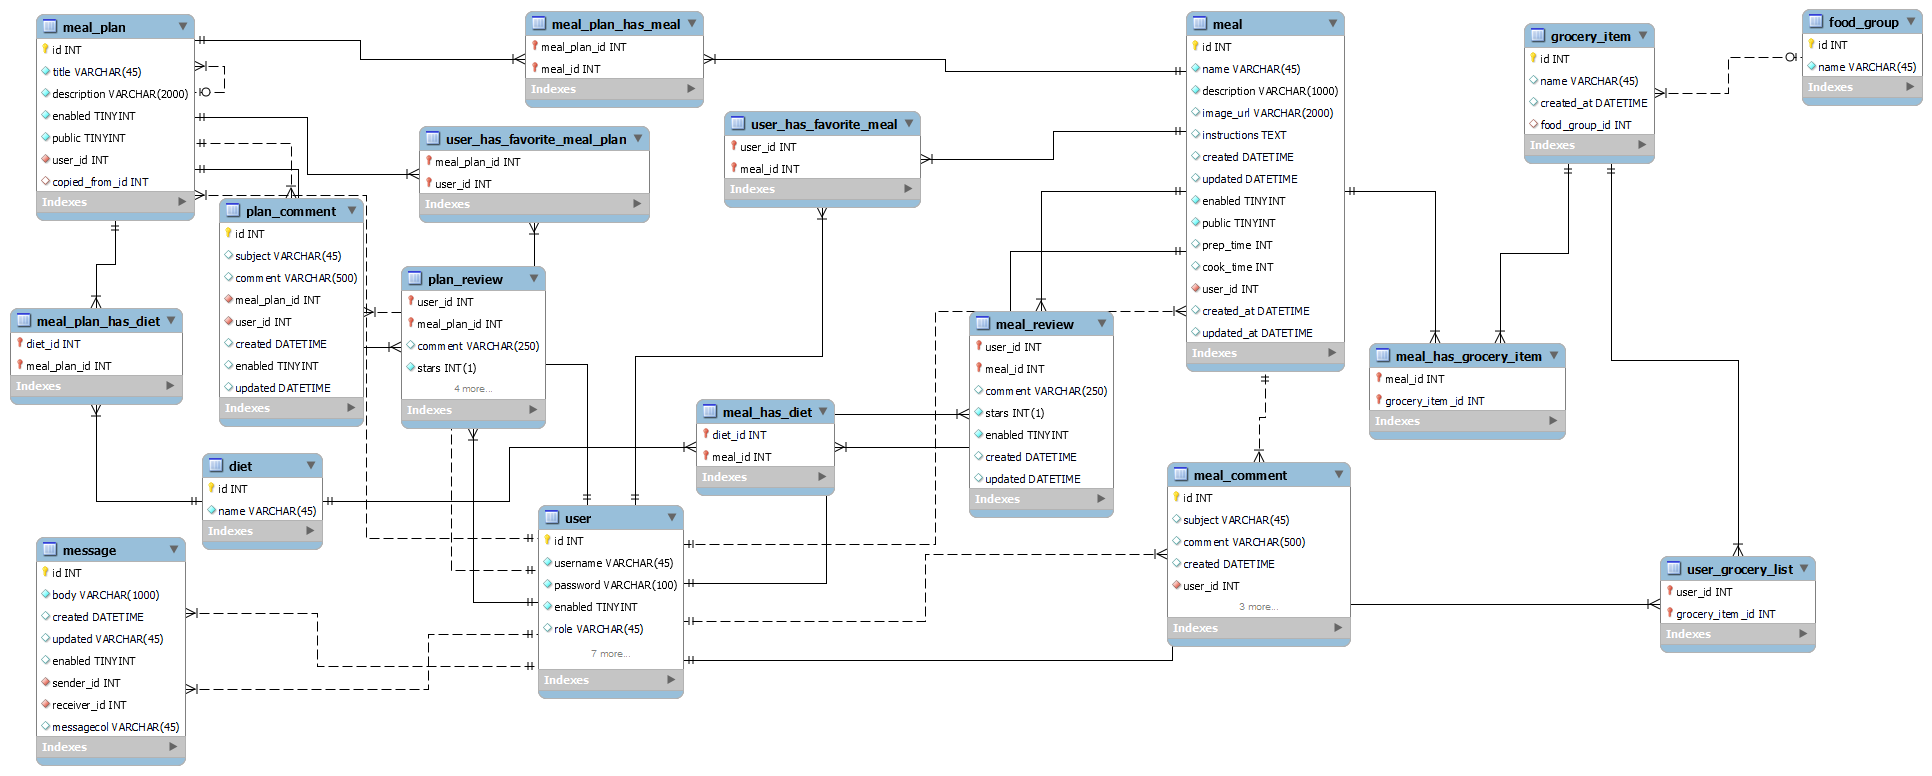 meal_plan
id INT
title VARCHAR(45)
description VARCHAR(2000)
enabled TINYINT
public TINYINT
user_id INT
copied_from_id INT
Indexes
meal_plan_has_meal
meal_plan_id INT
meal_id INT
Indexes
meal
id INT
name VARCHAR(45)
description VARCHAR(1000)
image_url VARCHAR(2000)
instructions TEXT
created DATETIME
updated DATETIME
enabled TINYINT
public TINYINT
prep_time INT
cook_time INT
user_id INT
created_at DATETIME
updated_at DATETIME
Indexes
grocery_item
id INT
name VARCHAR(45)
created_at DATETIME
food_group_id INT
Indexes
food_group
id INT
name VARCHAR(45)
Indexes
user_has_favorite_meal_plan
meal_plan_id INT
user_id INT
Indexes
user_has_favorite_meal
user_id INT
meal_id INT
Indexes
plan_comment
id INT
subject VARCHAR(45)
comment VARCHAR(500)
meal_plan_id INT
user_id INT
created DATETIME
enabled TINYINT
updated DATETIME
Indexes
plan_review
user_id INT
meal_plan_id INT
comment VARCHAR(250)
stars INT(1)
4 more...
Indexes
meal_plan_has_diet
diet_id INT
meal_plan_id INT
Indexes
meal_review
user_id INT
meal_id INT
comment VARCHAR(250)
stars INT(1)
enabled TINYINT
created DATETIME
updated DATETIME
Indexes
meal_has_grocery_item
meal_id INT
grocery_item_id INT
Indexes
meal_has_diet
diet_id INT
meal_id INT
Indexes
diet
id INT
name VARCHAR(45)
Indexes
meal_comment
id INT
subject VARCHAR(45)
comment VARCHAR(500)
created DATETIME
user_id INT
3 more...
Indexes
user
id INT
username VARCHAR(45)
password VARCHAR(100)
enabled TINYINT
role VARCHAR(45)
7 more...
Indexes
message
id INT
body VARCHAR(1000)
created DATETIME
updated VARCHAR(45)
enabled TINYINT
sender_id INT
receiver_id INT
messagecol VARCHAR(45)
Indexes
user_grocery_list
user_id INT
grocery_item_id INT
Indexes